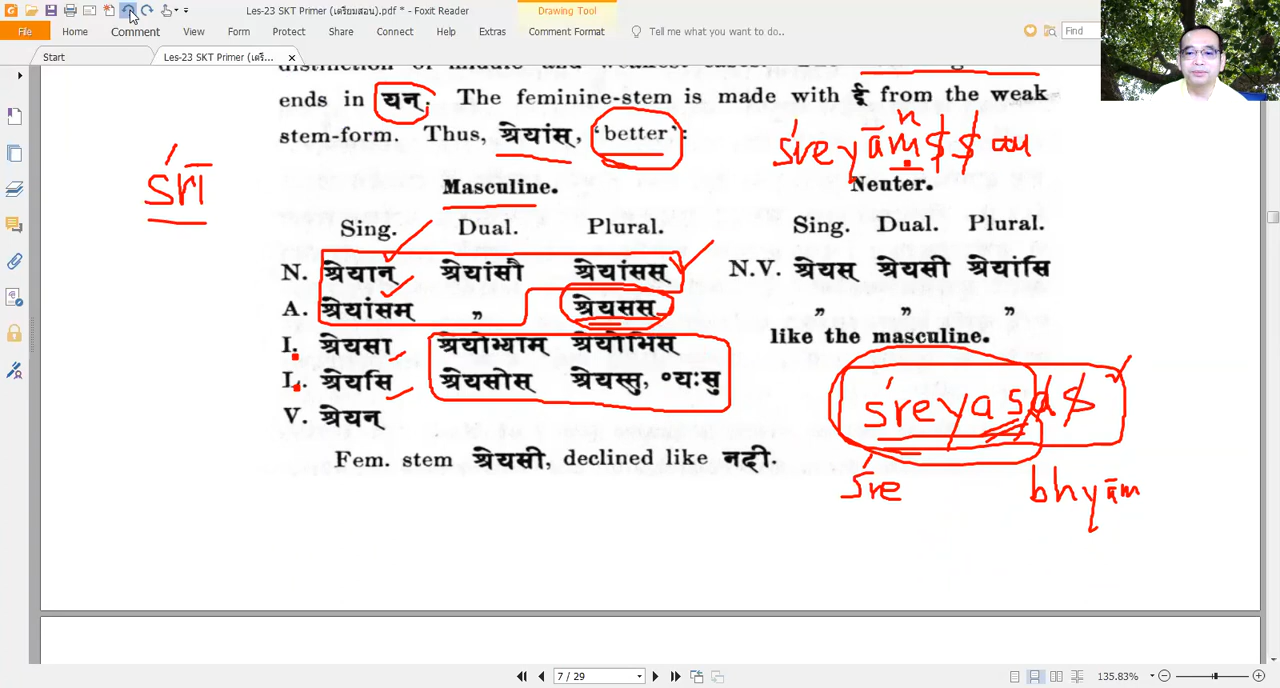 Les-23 SKT Primer (เตรียมสอน).pdf * - Foxit Reader
Drawing Tool
File Home Comment View Form Protect Share Connect Help Extras Comment Format Tell me what you want to do.. Find
Start Les-23 SKT Primer (เตรี...
ends in यन्. The feminine-stem is made with ई from the weak
stem-form. Thus, श्रेयांस्, ‘better’:
n
śreyāms
śrī
Masculine. Neuter.
Sing. Dual. Plural. Sing. Dual. Plural.
N. श्रेयान् श्रेयांसौ श्रेयांसस् N.V. श्रेयस् श्रेयसी श्रेयांसि
A. श्रेयांसम् „ श्रेयसस् „ „ „
I. श्रेयसा श्रेयोभ्याम् श्रेयोभिस् like the masculine.
L. श्रेयसि श्रेयसोस् श्रेयस्सु, ॰यःसु
V. श्रेयन्
śreyas
Fem. stem श्रेयसी, declined like नदी.
śre bhyām
7 / 29 135.83%